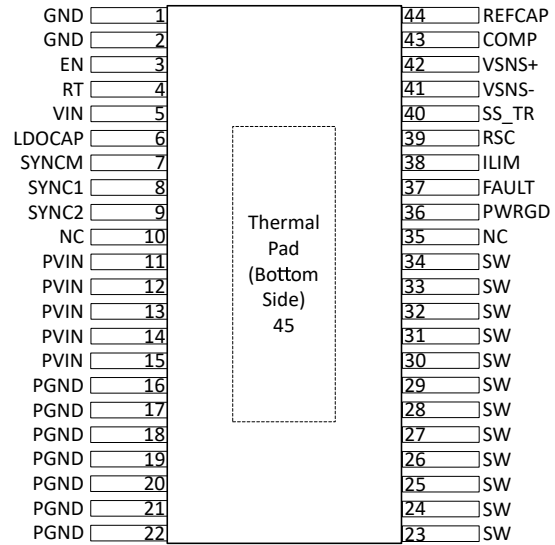 GND 1 44 REFCAP
GND 2 43 COMP
EN 3 42 VSNS+
RT 4 41 VSNS-
VIN 5 40 SS_TR
LDOCAP 6 39 RSC
SYNCM 7 38 ILIM
SYNC1 8 37 FAULT
SYNC2 9 36 PWRGD
NC 10 35 NC
PVIN 11 34 SW
PVIN 12 33 SW
PVIN 13 32 SW
PVIN 14 31 SW
PVIN 15 30 SW
PGND 16 29 SW
PGND 17 28 SW
PGND 18 27 SW
PGND 19 26 SW
PGND 20 25 SW
PGND 21 24 SW
PGND 22 23 SW
Thermal
Pad
(Bottom
Side)
45